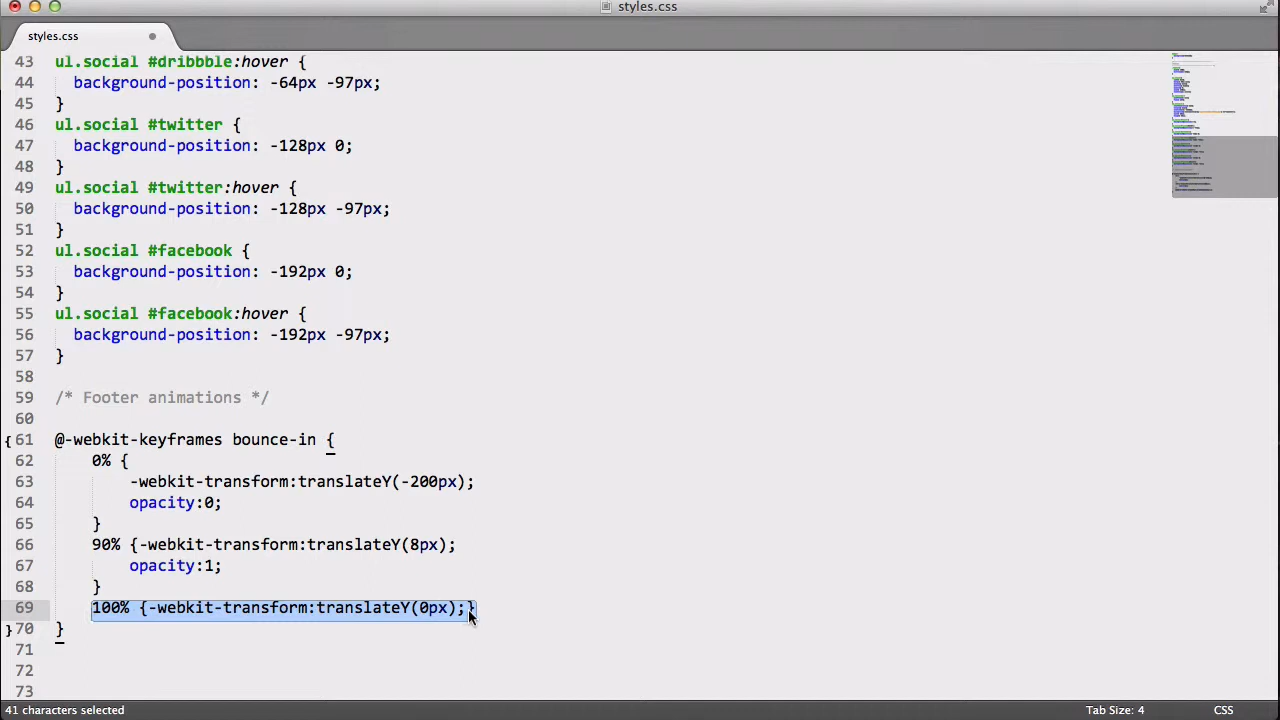 styles.css
styles.css
43 ul.social #dribbble:hover {
44 background-position: -64px -97px;
45 }
46 ul.social #twitter {
47 background-position: -128px 0;
48 }
49 ul.social #twitter:hover {
50 background-position: -128px -97px;
51 }
52 ul.social #facebook {
53 background-position: -192px 0;
54 }
55 ul.social #facebook:hover {
56 background-position: -192px -97px;
57 }
58
59 /* Footer animations */
60
61 @-webkit-keyframes bounce-in {
62 0% {
63 -webkit-transform:translateY(-200px);
64 opacity:0;
65 }
66 90% {-webkit-transform:translateY(8px);
67 opacity:1;
68 }
69 100% {-webkit-transform:translateY(0px);}
70 }
71
72
73
41 characters selected Tab Size: 4 CSS